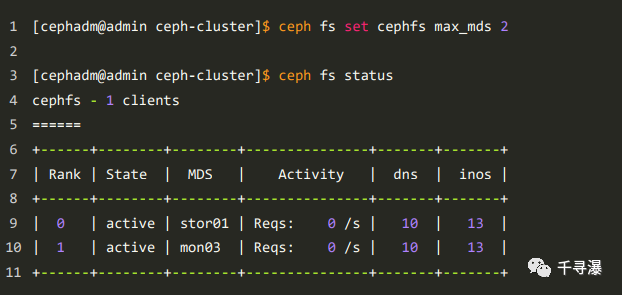 1 [cephadm@admin ceph-cluster]$ ceph fs set cephfs max_mds 2
2
3 [cephadm@admin ceph-cluster]$ ceph fs status
4 cephfs - 1 clients
5 ======
6 +------+--------+--------+---------------+-------+-------+
7 | Rank | State  |  MDS   |    Activity   |  dns  |  inos |
8 +------+--------+--------+---------------+-------+-------+
9 |  0   | active | stor01 | Reqs:    0 /s |   10  |   13  |
10 |  1   | active | mon03  | Reqs:    0 /s |   10  |   13  |
11 +------+--------+--------+---------------+-------+-------+
千寻瀑